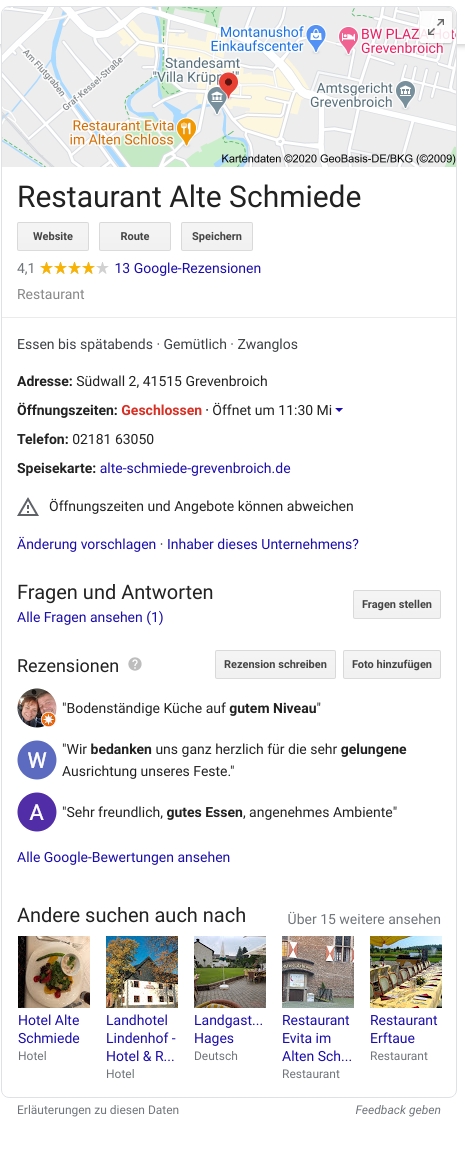 Montanushof
Einkaufscenter
BW PLAZ
Grevenbroich
Am Flutgraben
Graf-Kessel-Straße
Standesamt
"Villa Krüpp
Amtsgericht
Grevenbroich
Restaurant Evita
im Alten Schloss
Kartendaten ©2020 GeoBasis-DE/BKG (©2009)
Restaurant Alte Schmiede
Website Route Speichern
4,1 13 Google-Rezensionen
Restaurant
Essen bis spätabends · Gemütlich · Zwanglos
Adresse: Südwall 2, 41515 Grevenbroich
Öffnungszeiten: Geschlossen · Öffnet um 11:30 Mi
Telefon: 02181 63050
Speisekarte: alte-schmiede-grevenbroich.de
Öffnungszeiten und Angebote können abweichen
Änderung vorschlagen · Inhaber dieses Unternehmens?
Fragen und Antworten
Alle Fragen ansehen (1)
Fragen stellen
Rezensionen ? Rezension schreiben Foto hinzufügen
"Bodenständige Küche auf gutem Niveau"
W
"Wir bedanken uns ganz herzlich für die sehr gelungene
Ausrichtung unseres Feste."
A "Sehr freundlich, gutes Essen, angenehmes Ambiente"
Alle Google-Bewertungen ansehen
Andere suchen auch nach Über 15 weitere ansehen
Hotel Alte
Schmiede
Hotel
Landhotel
Lindenhof -
Hotel & R...
Hotel
Landgast...
Hages
Deutsch
Restaurant
Evita im
Alten Sch...
Restaurant
Restaurant
Erftaue
Restaurant
Erläuterungen zu diesen Daten Feedback geben